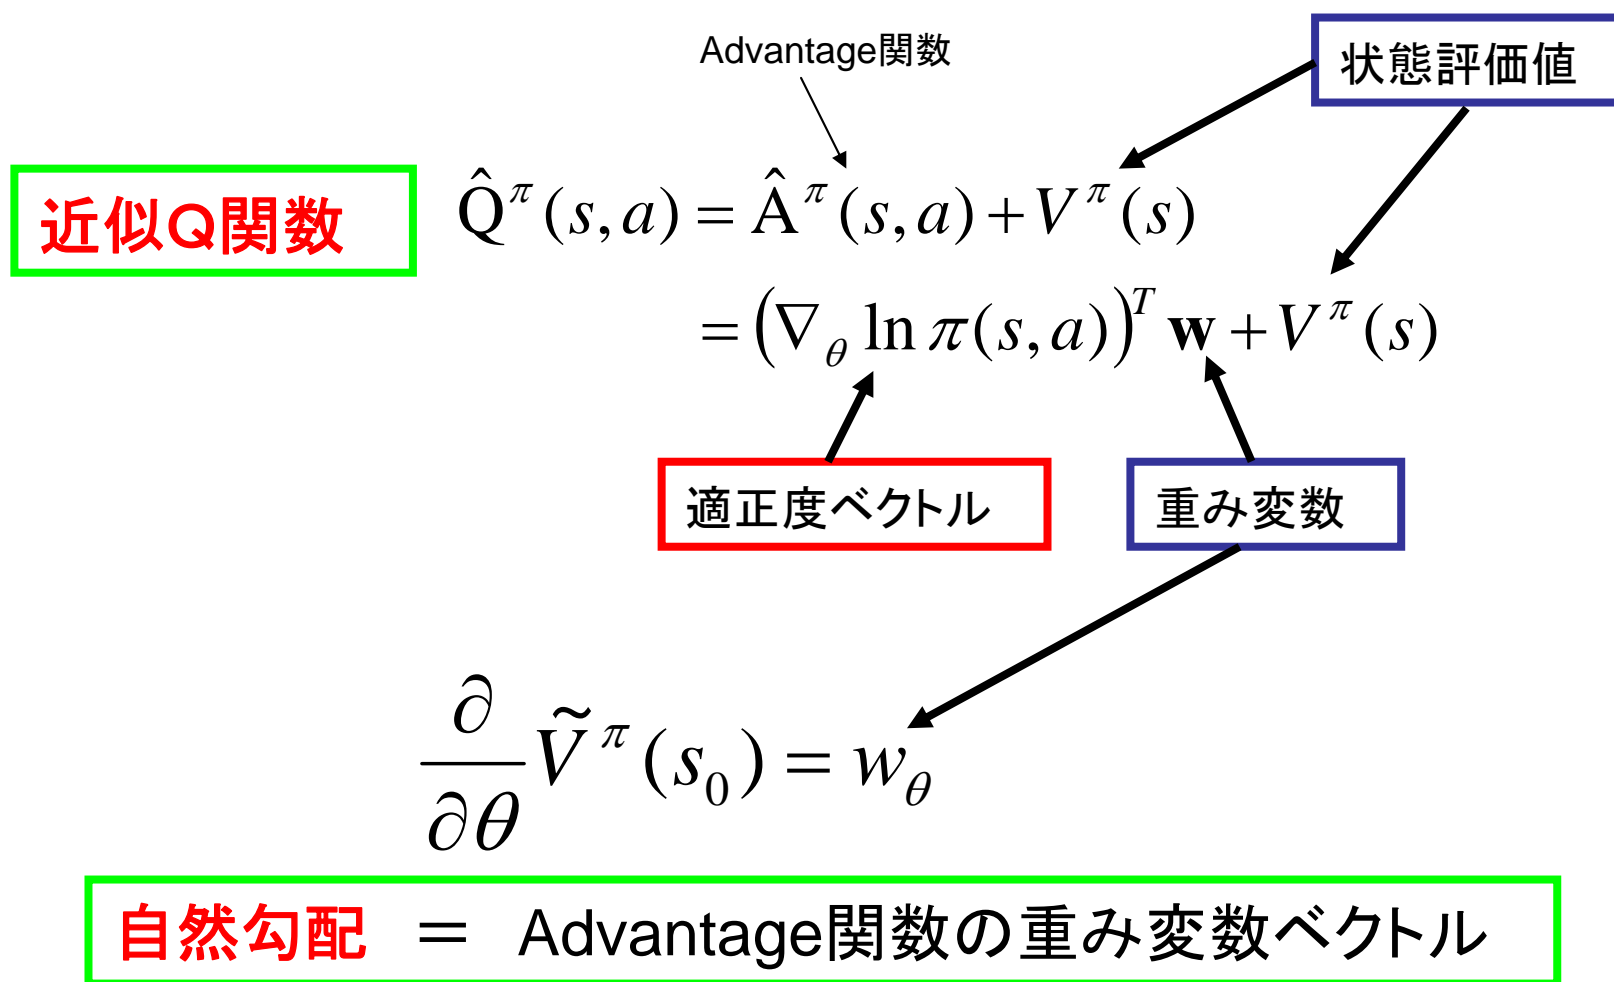 Advantage関数
状態評価値
近似Q関数
Q̂^π(s,a) = Â^π(s,a) + V^π(s)
= (∇_θ ln π(s,a))^T w + V^π(s)
適正度ベクトル
重み変数
∂/∂θ Ṽ^π(s_0) = w_θ
自然勾配 = Advantage関数の重み変数ベクトル